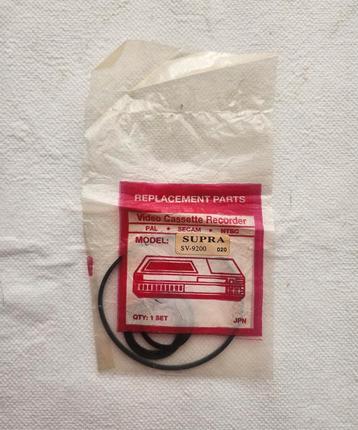 REPLACEMENT PARTS
Video Cassette Recorder
PAL • SECAM • NTSC
MODEL: SUPRA
SV-9200 020
QTY: 1 SET JPN